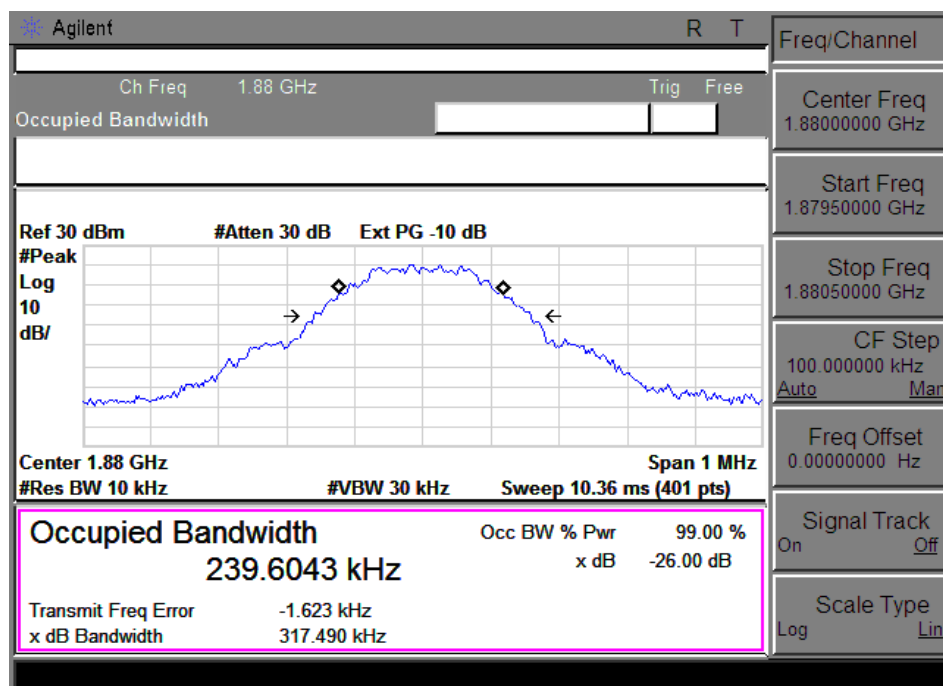 Agilent R T
Ch Freq 1.88 GHz Trig Free
Occupied Bandwidth
Ref 30 dBm #Atten 30 dB Ext PG -10 dB
#Peak
Log
10
dB/
Center 1.88 GHz Span 1 MHz
#Res BW 10 kHz #VBW 30 kHz Sweep 10.36 ms (401 pts)
Occupied Bandwidth
239.6043 kHz
Occ BW % Pwr 99.00 %
x dB -26.00 dB
Transmit Freq Error -1.623 kHz
x dB Bandwidth 317.490 kHz
Freq/Channel
Center Freq
1.88000000 GHz
Start Freq
1.87950000 GHz
Stop Freq
1.88050000 GHz
CF Step
100.000000 kHz
Auto Man
Freq Offset
0.00000000 Hz
Signal Track
On Off
Scale Type
Log Lin